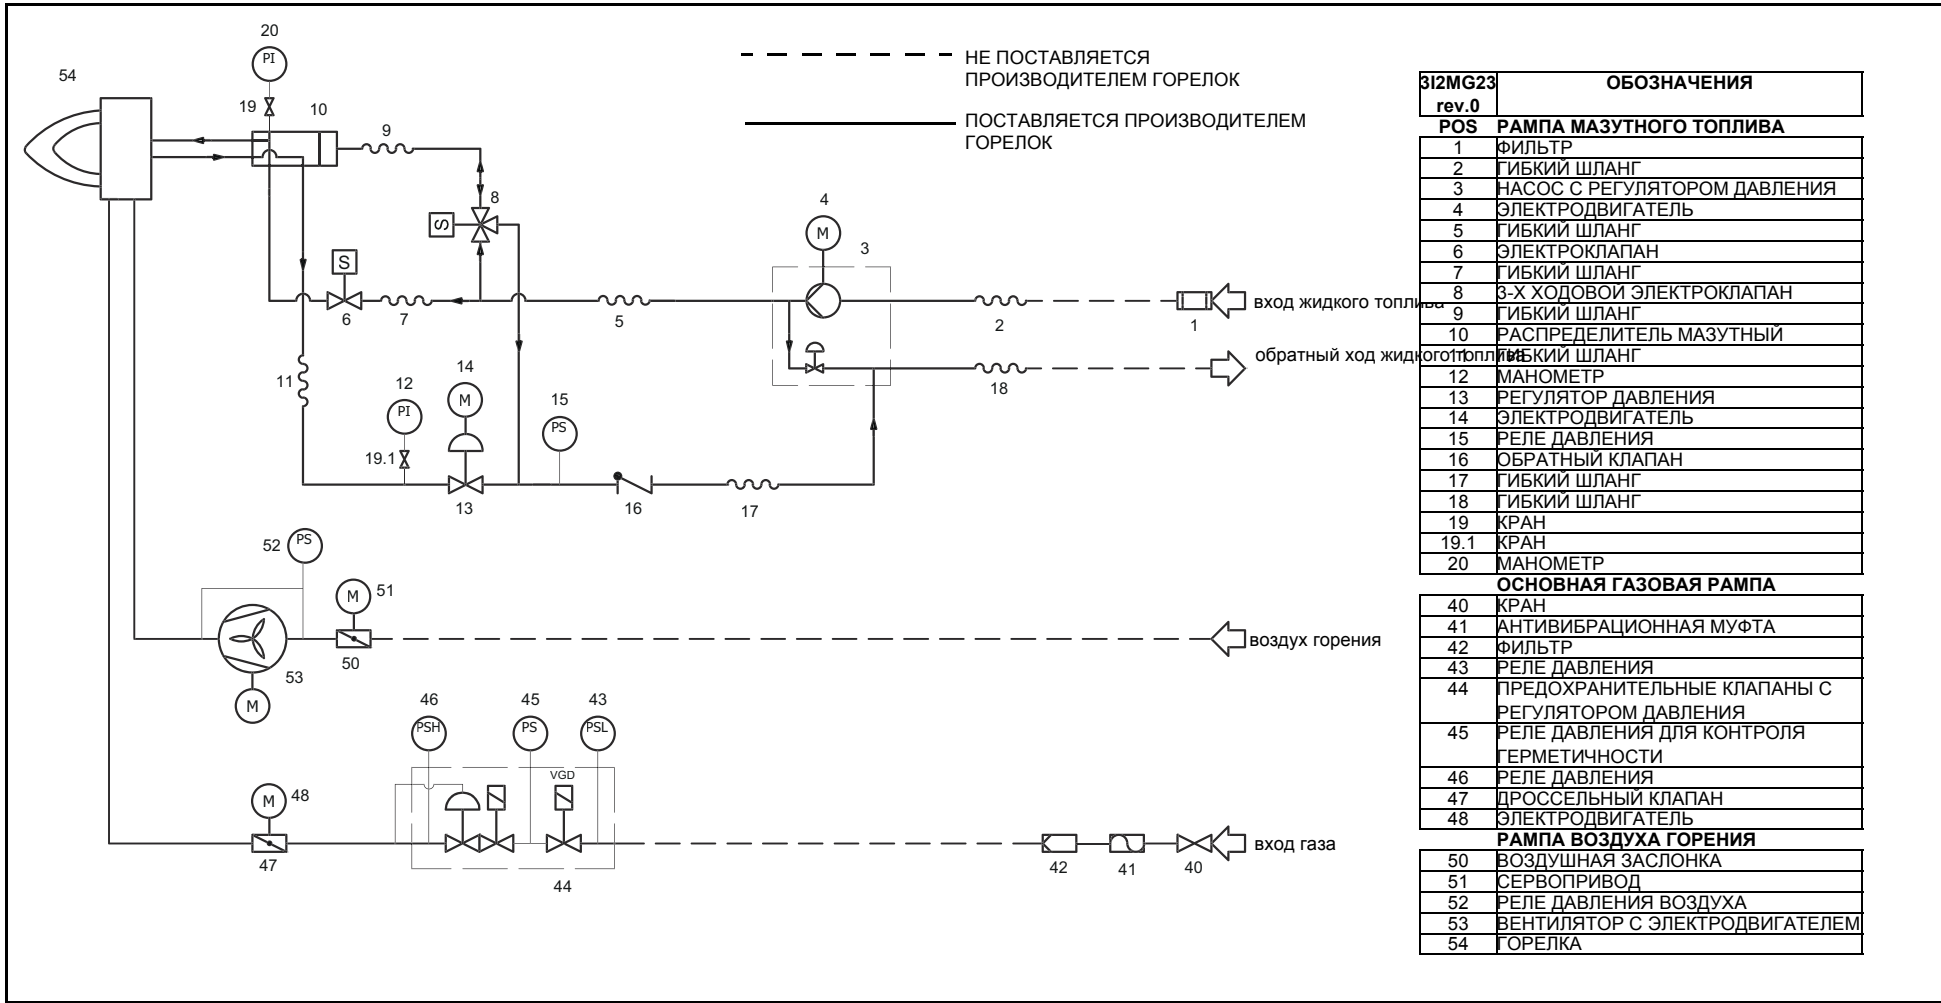 20
PI
54
19
10
9
НЕ ПОСТАВЛЯЕТСЯ
ПРОИЗВОДИТЕЛЕМ ГОРЕЛОК
ПОСТАВЛЯЕТСЯ ПРОИЗВОДИТЕЛЕМ
ГОРЕЛОК
8
S
4
M
3
S
6
7
5
2
1
вход жидкого топлива
обратный ход жидкого топлива
18
11
12
PI
19.1
14
M
13
15
PS
16
17
52
PS
M
51
50
53
M
воздух горения
46
PSH
45
PS
43
PSL
VGD
M
48
47
44
42
41
40
вход газа
3I2MG23 ОБОЗНАЧЕНИЯ
rev.0
POS РАМПА МАЗУТНОГО ТОПЛИВА
1 ФИЛЬТР
2 ГИБКИЙ ШЛАНГ
3 НАСОС С РЕГУЛЯТОРОМ ДАВЛЕНИЯ
4 ЭЛЕКТРОДВИГАТЕЛЬ
5 ГИБКИЙ ШЛАНГ
6 ЭЛЕКТРОКЛАПАН
7 ГИБКИЙ ШЛАНГ
8 3-Х ХОДОВОЙ ЭЛЕКТРОКЛАПАН
9 ГИБКИЙ ШЛАНГ
10 РАСПРЕДЕЛИТЕЛЬ МАЗУТНЫЙ
11 ГИБКИЙ ШЛАНГ
12 МАНОМЕТР
13 РЕГУЛЯТОР ДАВЛЕНИЯ
14 ЭЛЕКТРОДВИГАТЕЛЬ
15 РЕЛЕ ДАВЛЕНИЯ
16 ОБРАТНЫЙ КЛАПАН
17 ГИБКИЙ ШЛАНГ
18 ГИБКИЙ ШЛАНГ
19 КРАН
19.1 КРАН
20 МАНОМЕТР
ОСНОВНАЯ ГАЗОВАЯ РАМПА
40 КРАН
41 АНТИВИБРАЦИОННАЯ МУФТА
42 ФИЛЬТР
43 РЕЛЕ ДАВЛЕНИЯ
44 ПРЕДОХРАНИТЕЛЬНЫЕ КЛАПАНЫ С
РЕГУЛЯТОРОМ ДАВЛЕНИЯ
45 РЕЛЕ ДАВЛЕНИЯ ДЛЯ КОНТРОЛЯ
ГЕРМЕТИЧНОСТИ
46 РЕЛЕ ДАВЛЕНИЯ
47 ДРОССЕЛЬНЫЙ КЛАПАН
48 ЭЛЕКТРОДВИГАТЕЛЬ
РАМПА ВОЗДУХА ГОРЕНИЯ
50 ВОЗДУШНАЯ ЗАСЛОНКА
51 СЕРВОПРИВОД
52 РЕЛЕ ДАВЛЕНИЯ ВОЗДУХА
53 ВЕНТИЛЯТОР С ЭЛЕКТРОДВИГАТЕЛЕМ
54 ГОРЕЛКА